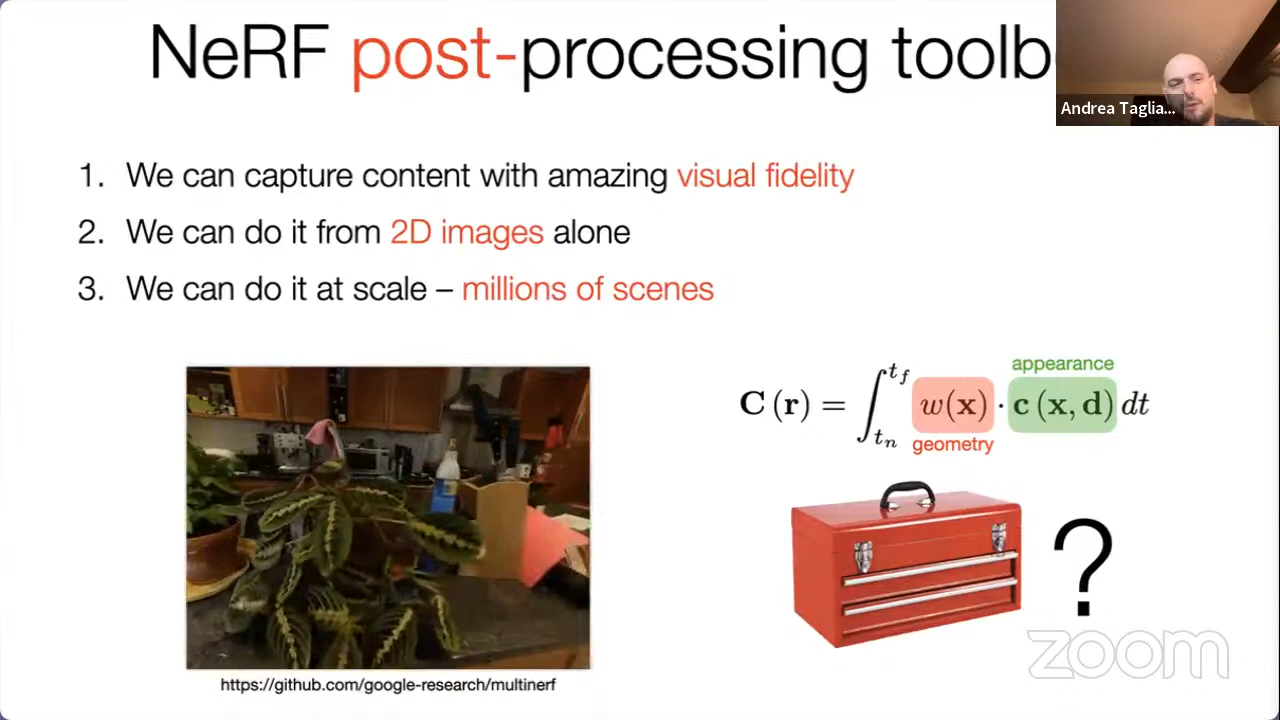 NeRF post-processing toolb
Andrea Taglia...
1. We can capture content with amazing visual fidelity
2. We can do it from 2D images alone
3. We can do it at scale – millions of scenes
appearance
C (r) = ∫_{t_n}^{t_f} w(x) · c (x, d) dt
geometry
?
https://github.com/google-research/multinerf
zoom